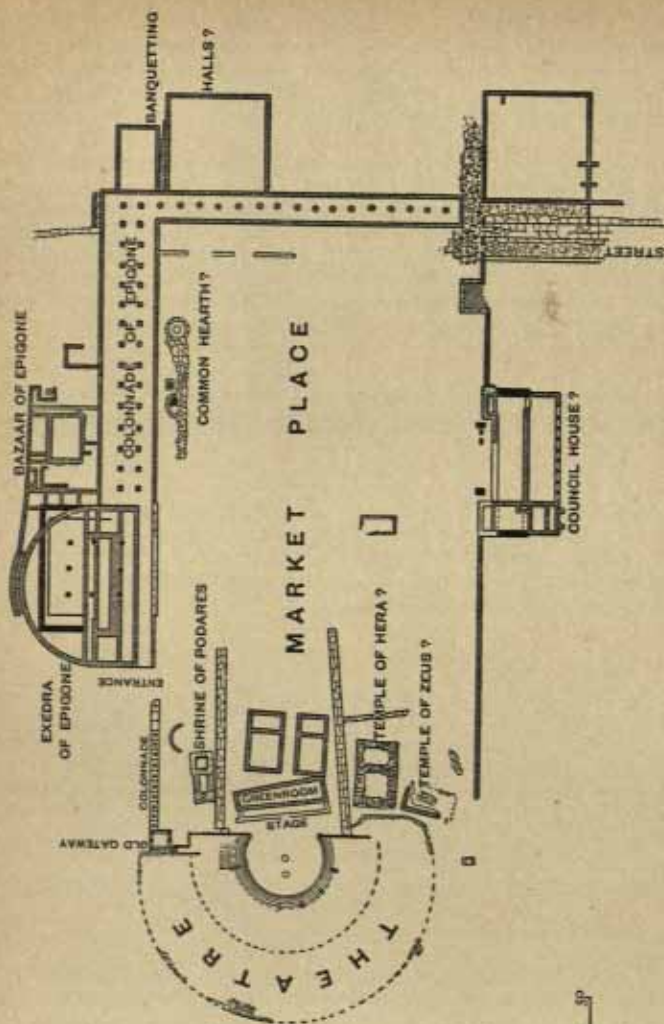 BANQUETTING
HALLS?
BAZAAR OF EPIGONE
COLONNADE OF EPIGONE
COMMON HEARTH?
EXEDRA
OF EPIGONE
ENTRANCE
MARKET PLACE
STREET
COUNCIL HOUSE?
SHRINE OF PODARES
COLONNADE
OLD GATEWAY
GREENROOM
STAGE
TEMPLE OF HERA?
TEMPLE OF ZEUS?
THEATRE
50